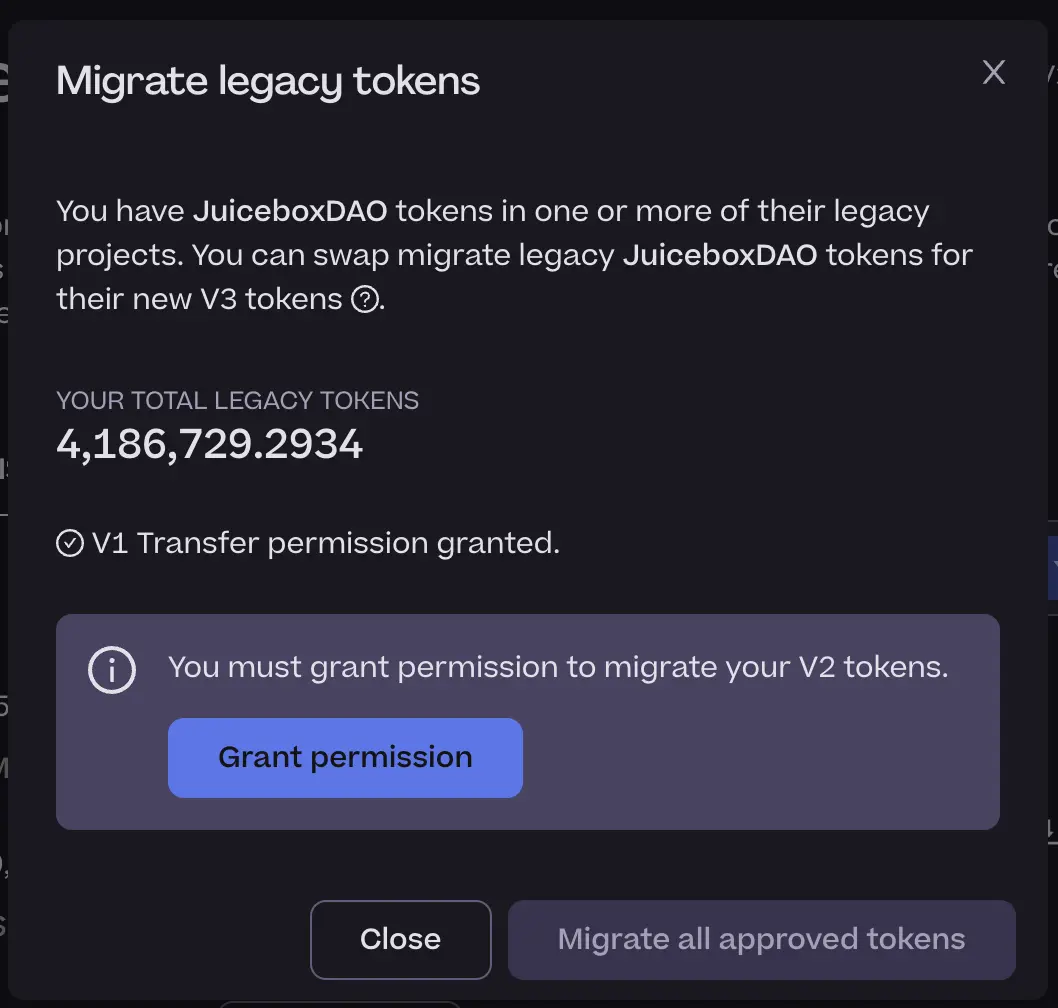 Migrate legacy tokens
You have JuiceboxDAO tokens in one or more of their legacy
projects. You can swap migrate legacy JuiceboxDAO tokens for
their new V3 tokens ?.
YOUR TOTAL LEGACY TOKENS
4,186,729.2934
V1 Transfer permission granted.
You must grant permission to migrate your V2 tokens.
Grant permission
Close
Migrate all approved tokens